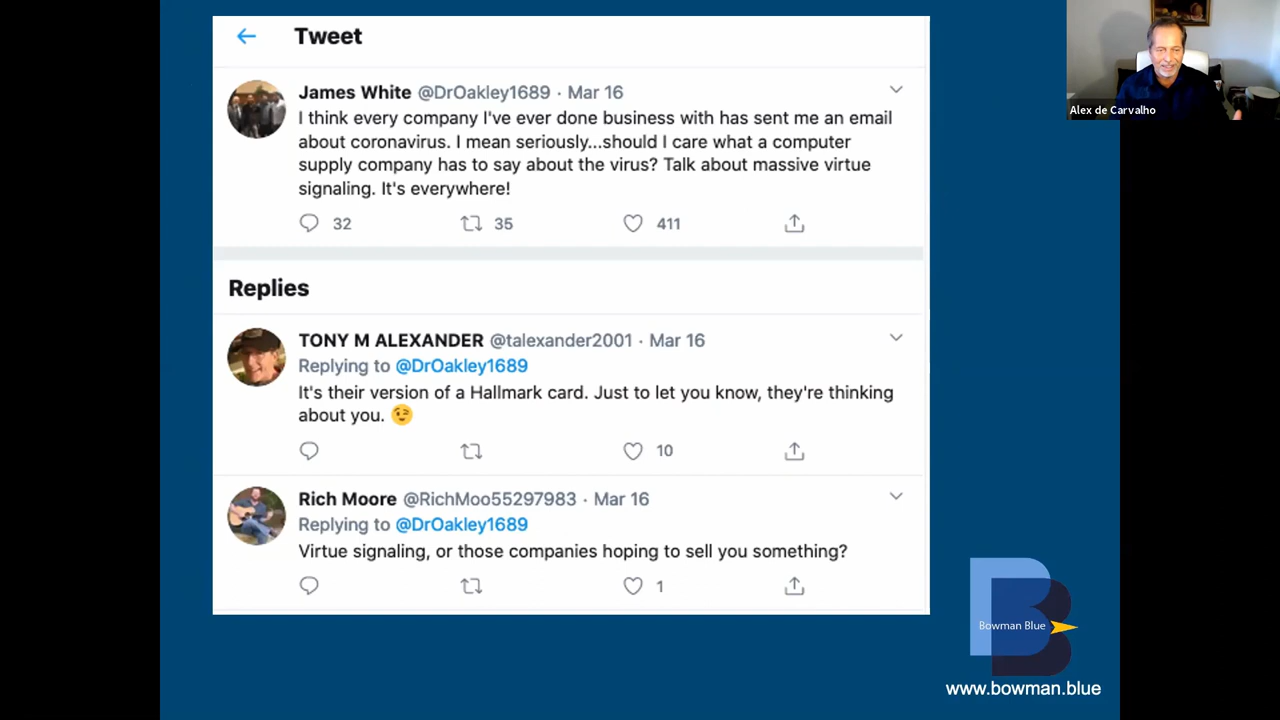 Tweet
James White @DrOakley1689 · Mar 16
I think every company I've ever done business with has sent me an email
about coronavirus. I mean seriously...should I care what a computer
supply company has to say about the virus? Talk about massive virtue
signaling. It's everywhere!
32 35 411
Replies
TONY M ALEXANDER @talexander2001 · Mar 16
Replying to @DrOakley1689
It's their version of a Hallmark card. Just to let you know, they're thinking
about you. 😉
10
Rich Moore @RichMoo55297983 · Mar 16
Replying to @DrOakley1689
Virtue signaling, or those companies hoping to sell you something?
1
Alex de Carvalho
Bowman Blue
www.bowman.blue